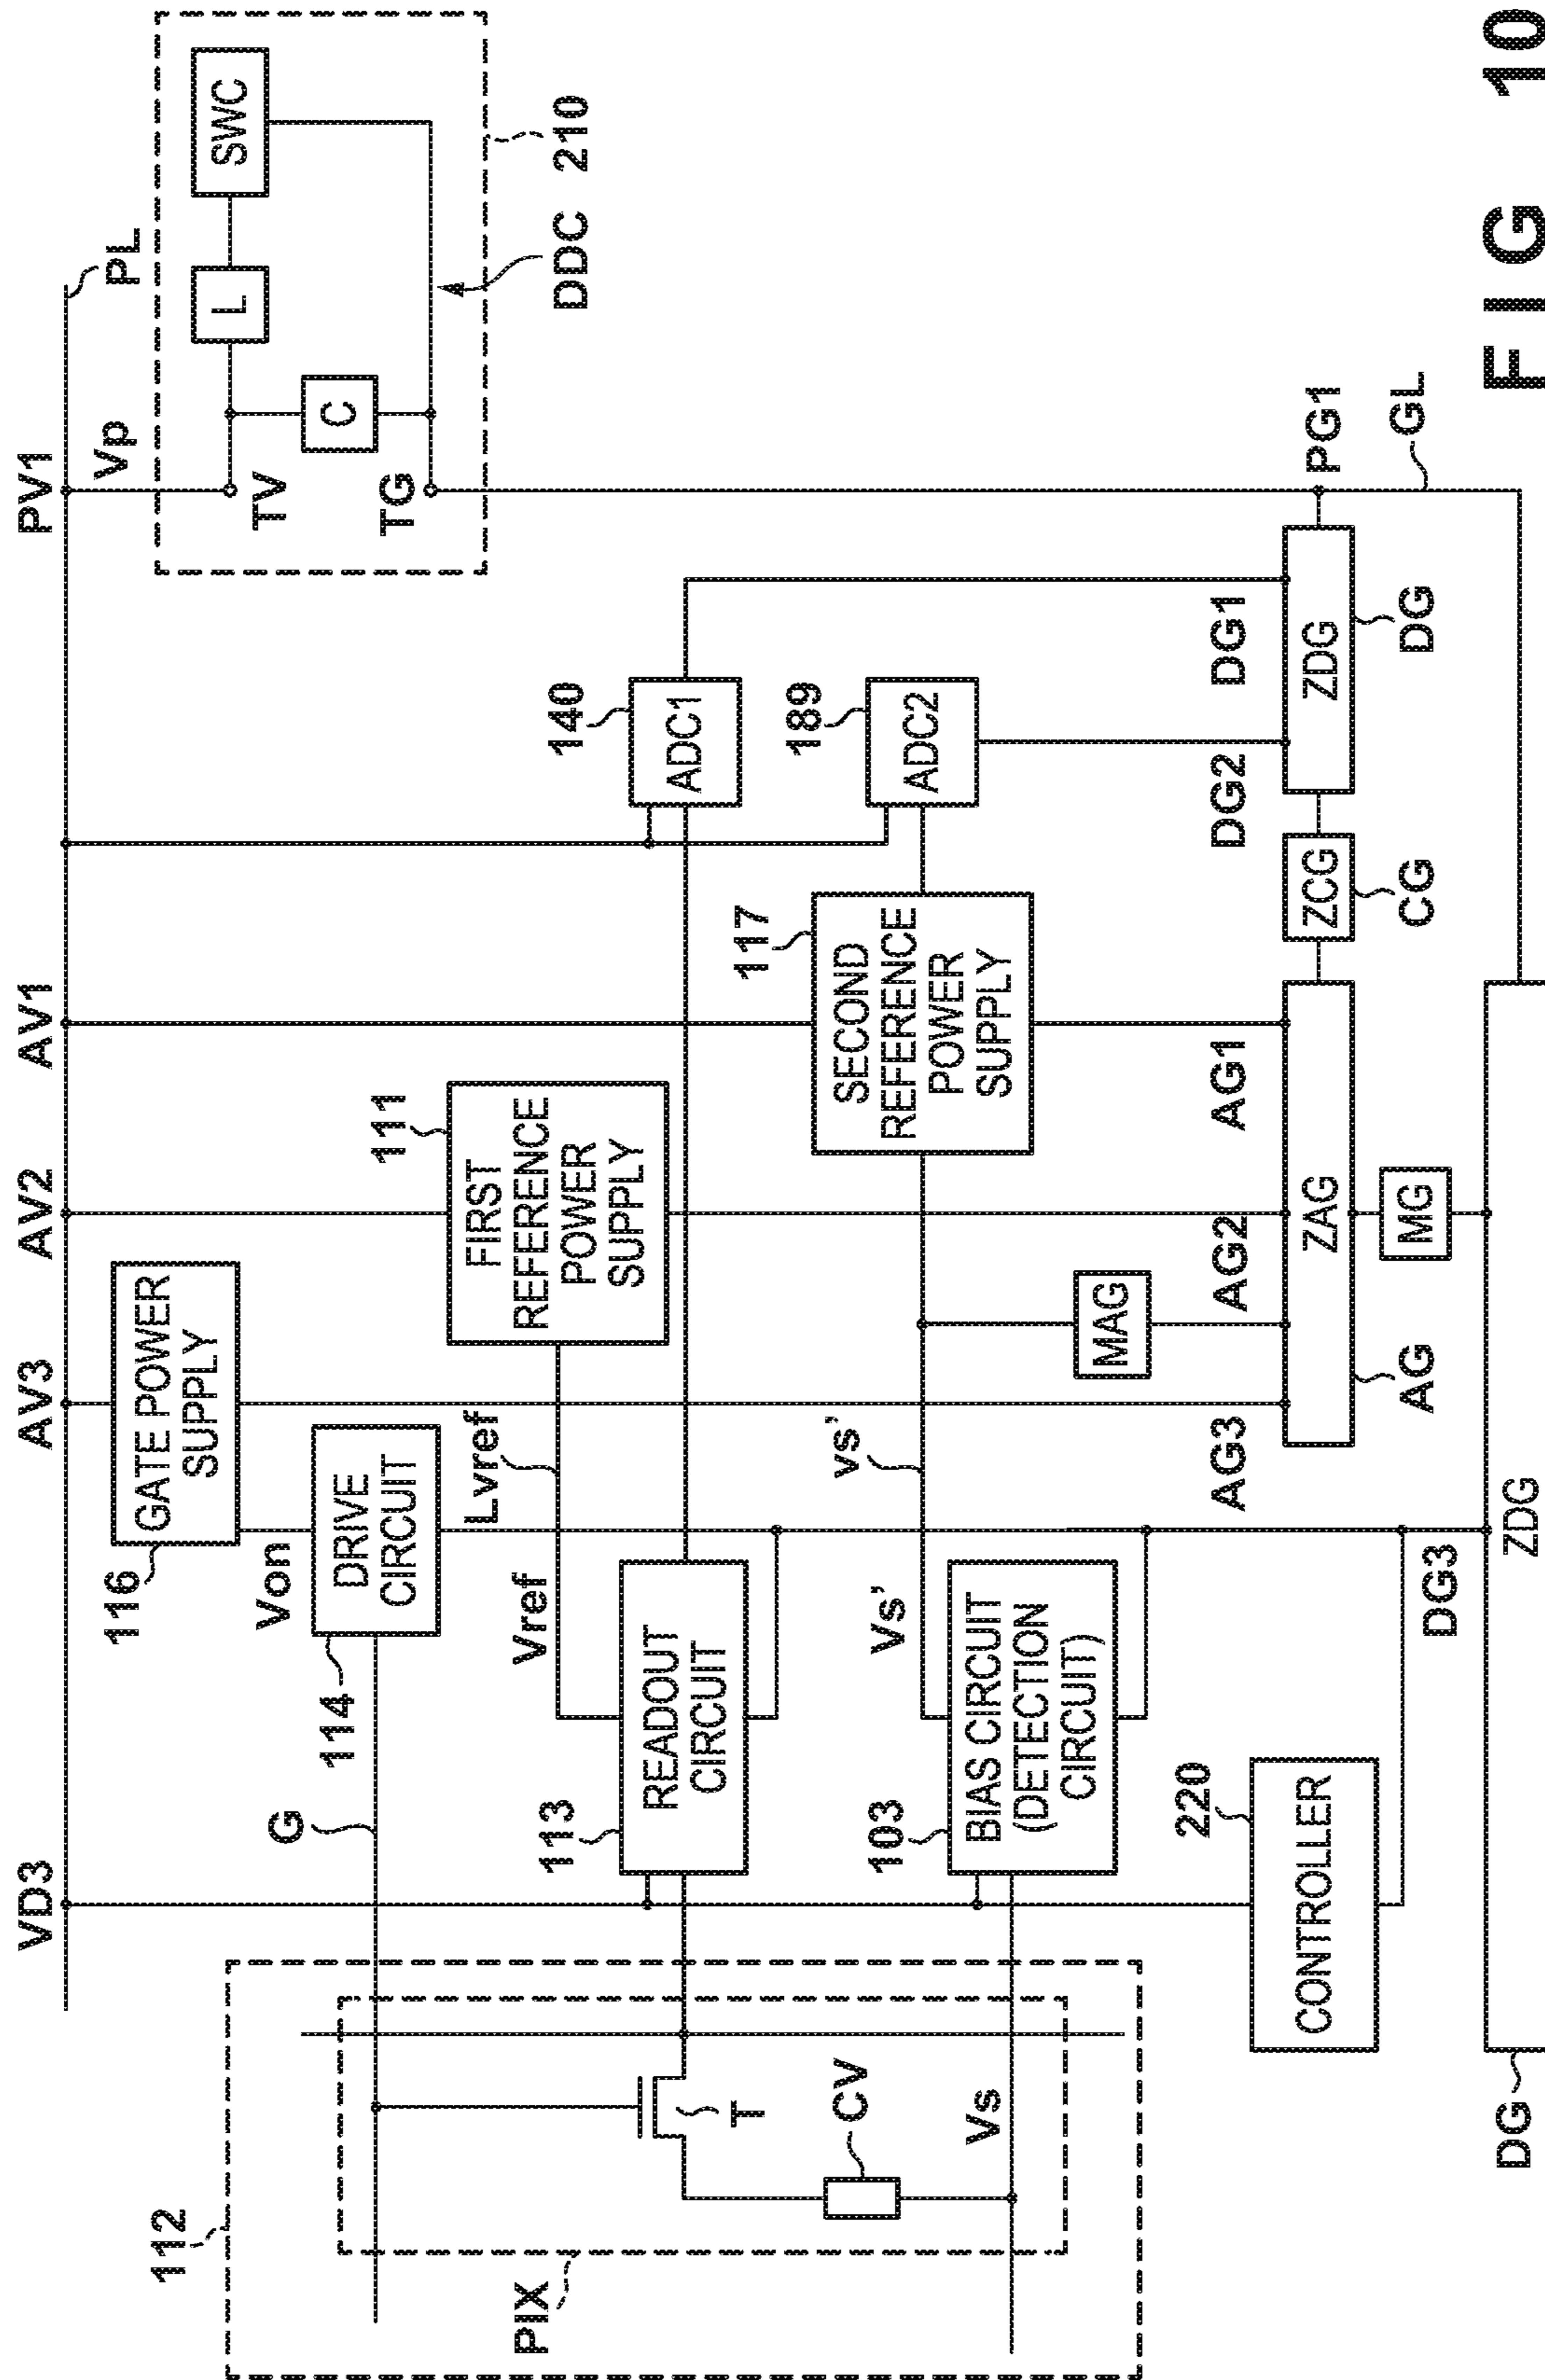 VD3
AV3
AV2
AV1
PV1
PL
Vp
116
GATE POWER
SUPPLY
Von
114
DRIVE
CIRCUIT
G
Lvref
Vref
111
FIRST
REFERENCE
POWER
SUPPLY
TV
TG
C
L
SWC
DDC
210
112
PIX
T
CV
Vs
113
READOUT
CIRCUIT
140
ADC1
189
ADC2
117
SECOND
REFERENCE
POWER
SUPPLY
103
BIAS CIRCUIT
(DETECTION
CIRCUIT)
Vs'
vs'
MAG
220
CONTROLLER
AG3
AG2
AG1
DG2
DG1
ZAG
AG
ZCG
CG
ZDG
DG
PG1
GL
MG
DG3
ZDG
DG
FIG 10